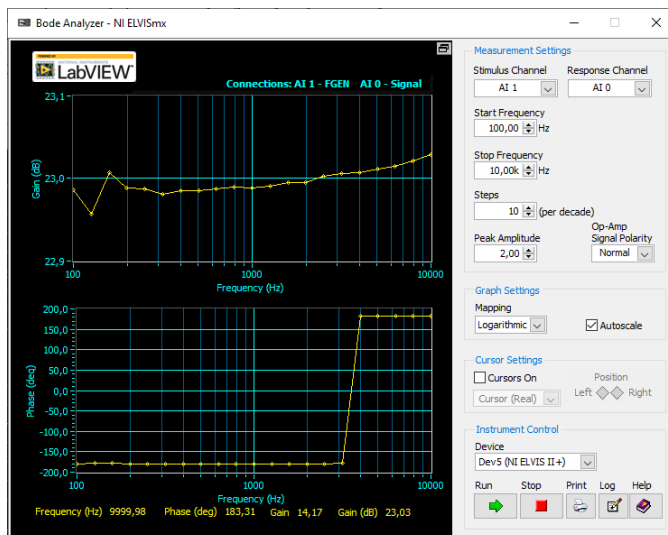 Bode Analyzer - NI ELVISmx
POWERED BY
LabVIEW™
Connections: AI 1 - FGEN AI 0 - Signal
23,1
23,0
22,9
Gain (dB)
100
1000
10000
Frequency (Hz)
200,0
150,0
100,0
50,0
0,0
-50,0
-100,0
-150,0
-200,0
Phase (deg)
100
1000
10000
Frequency (Hz)
Frequency (Hz) 9999,98 Phase (deg) 183,31 Gain 14,17 Gain (dB) 23,03
Measurement Settings
Stimulus Channel Response Channel
AI 1 AI 0
Start Frequency
100,00 Hz
Stop Frequency
10,00k Hz
Steps
10 (per decade)
Op-Amp
Peak Amplitude Signal Polarity
2,00 Normal
Graph Settings
Mapping
Logarithmic Autoscale
Cursor Settings
Cursors On Position
Cursor (Real) Left Right
Instrument Control
Device
Dev5 (NI ELVIS II+)
Run Stop Print Log Help